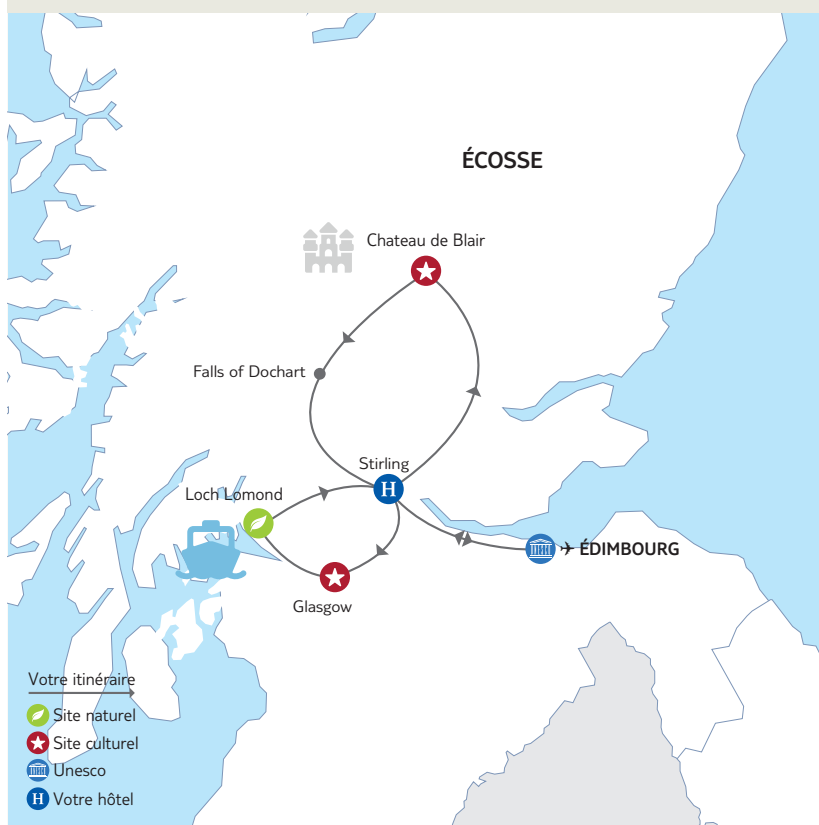 ÉCOSSE
Chateau de Blair
Falls of Dochart
Stirling
H
Loch Lomond
ÉDIMBOURG
Glasgow
Votre itinéraire
Site naturel
Site culturel
Unesco
H Votre hôtel